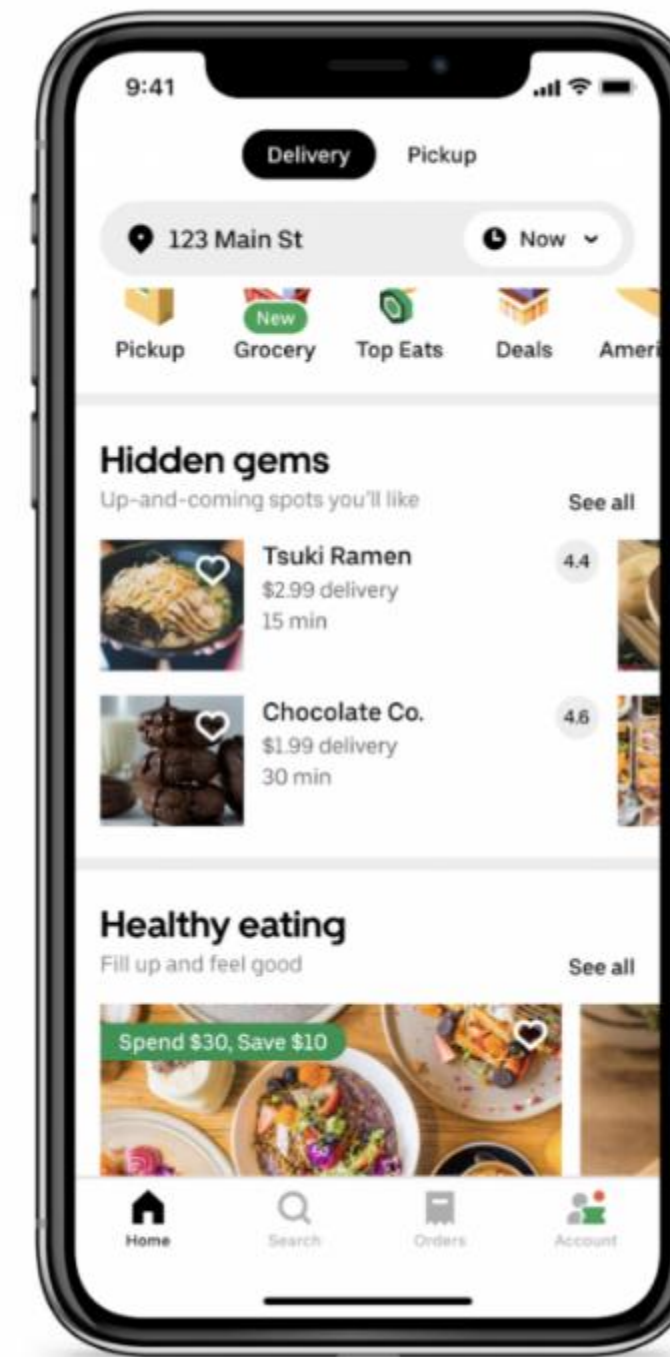 9:41
Delivery Pickup
123 Main St Now
New
Pickup Grocery Top Eats Deals Ameri
Hidden gems
Up-and-coming spots you'll like See all
Tsuki Ramen 4.4
$2.99 delivery
15 min
Chocolate Co. 4.6
$1.99 delivery
30 min
Healthy eating
Fill up and feel good See all
Spend $30, Save $10
Home Search Orders Account